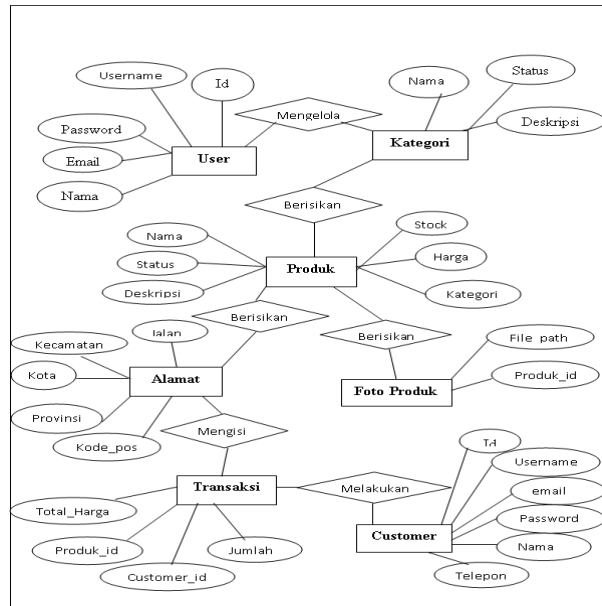 Username
Id
Nama
Status
Mengelola
Password
Deskripsi
User
Kategori
Email
Nama
Berisikan
Nama
Stock
Status
Produk
Harga
Deskripsi
Kategori
Berisikan
Jalan
Berisikan
Kecamatan
File_path
Kota
Alamat
Foto Produk
Produk_id
Provinsi
Kode_pos
Mengisi
Id
Username
Transaksi
Melakukan
email
Total_Harga
Password
Customer
Produk_id
Jumlah
Nama
Customer_id
Telepon